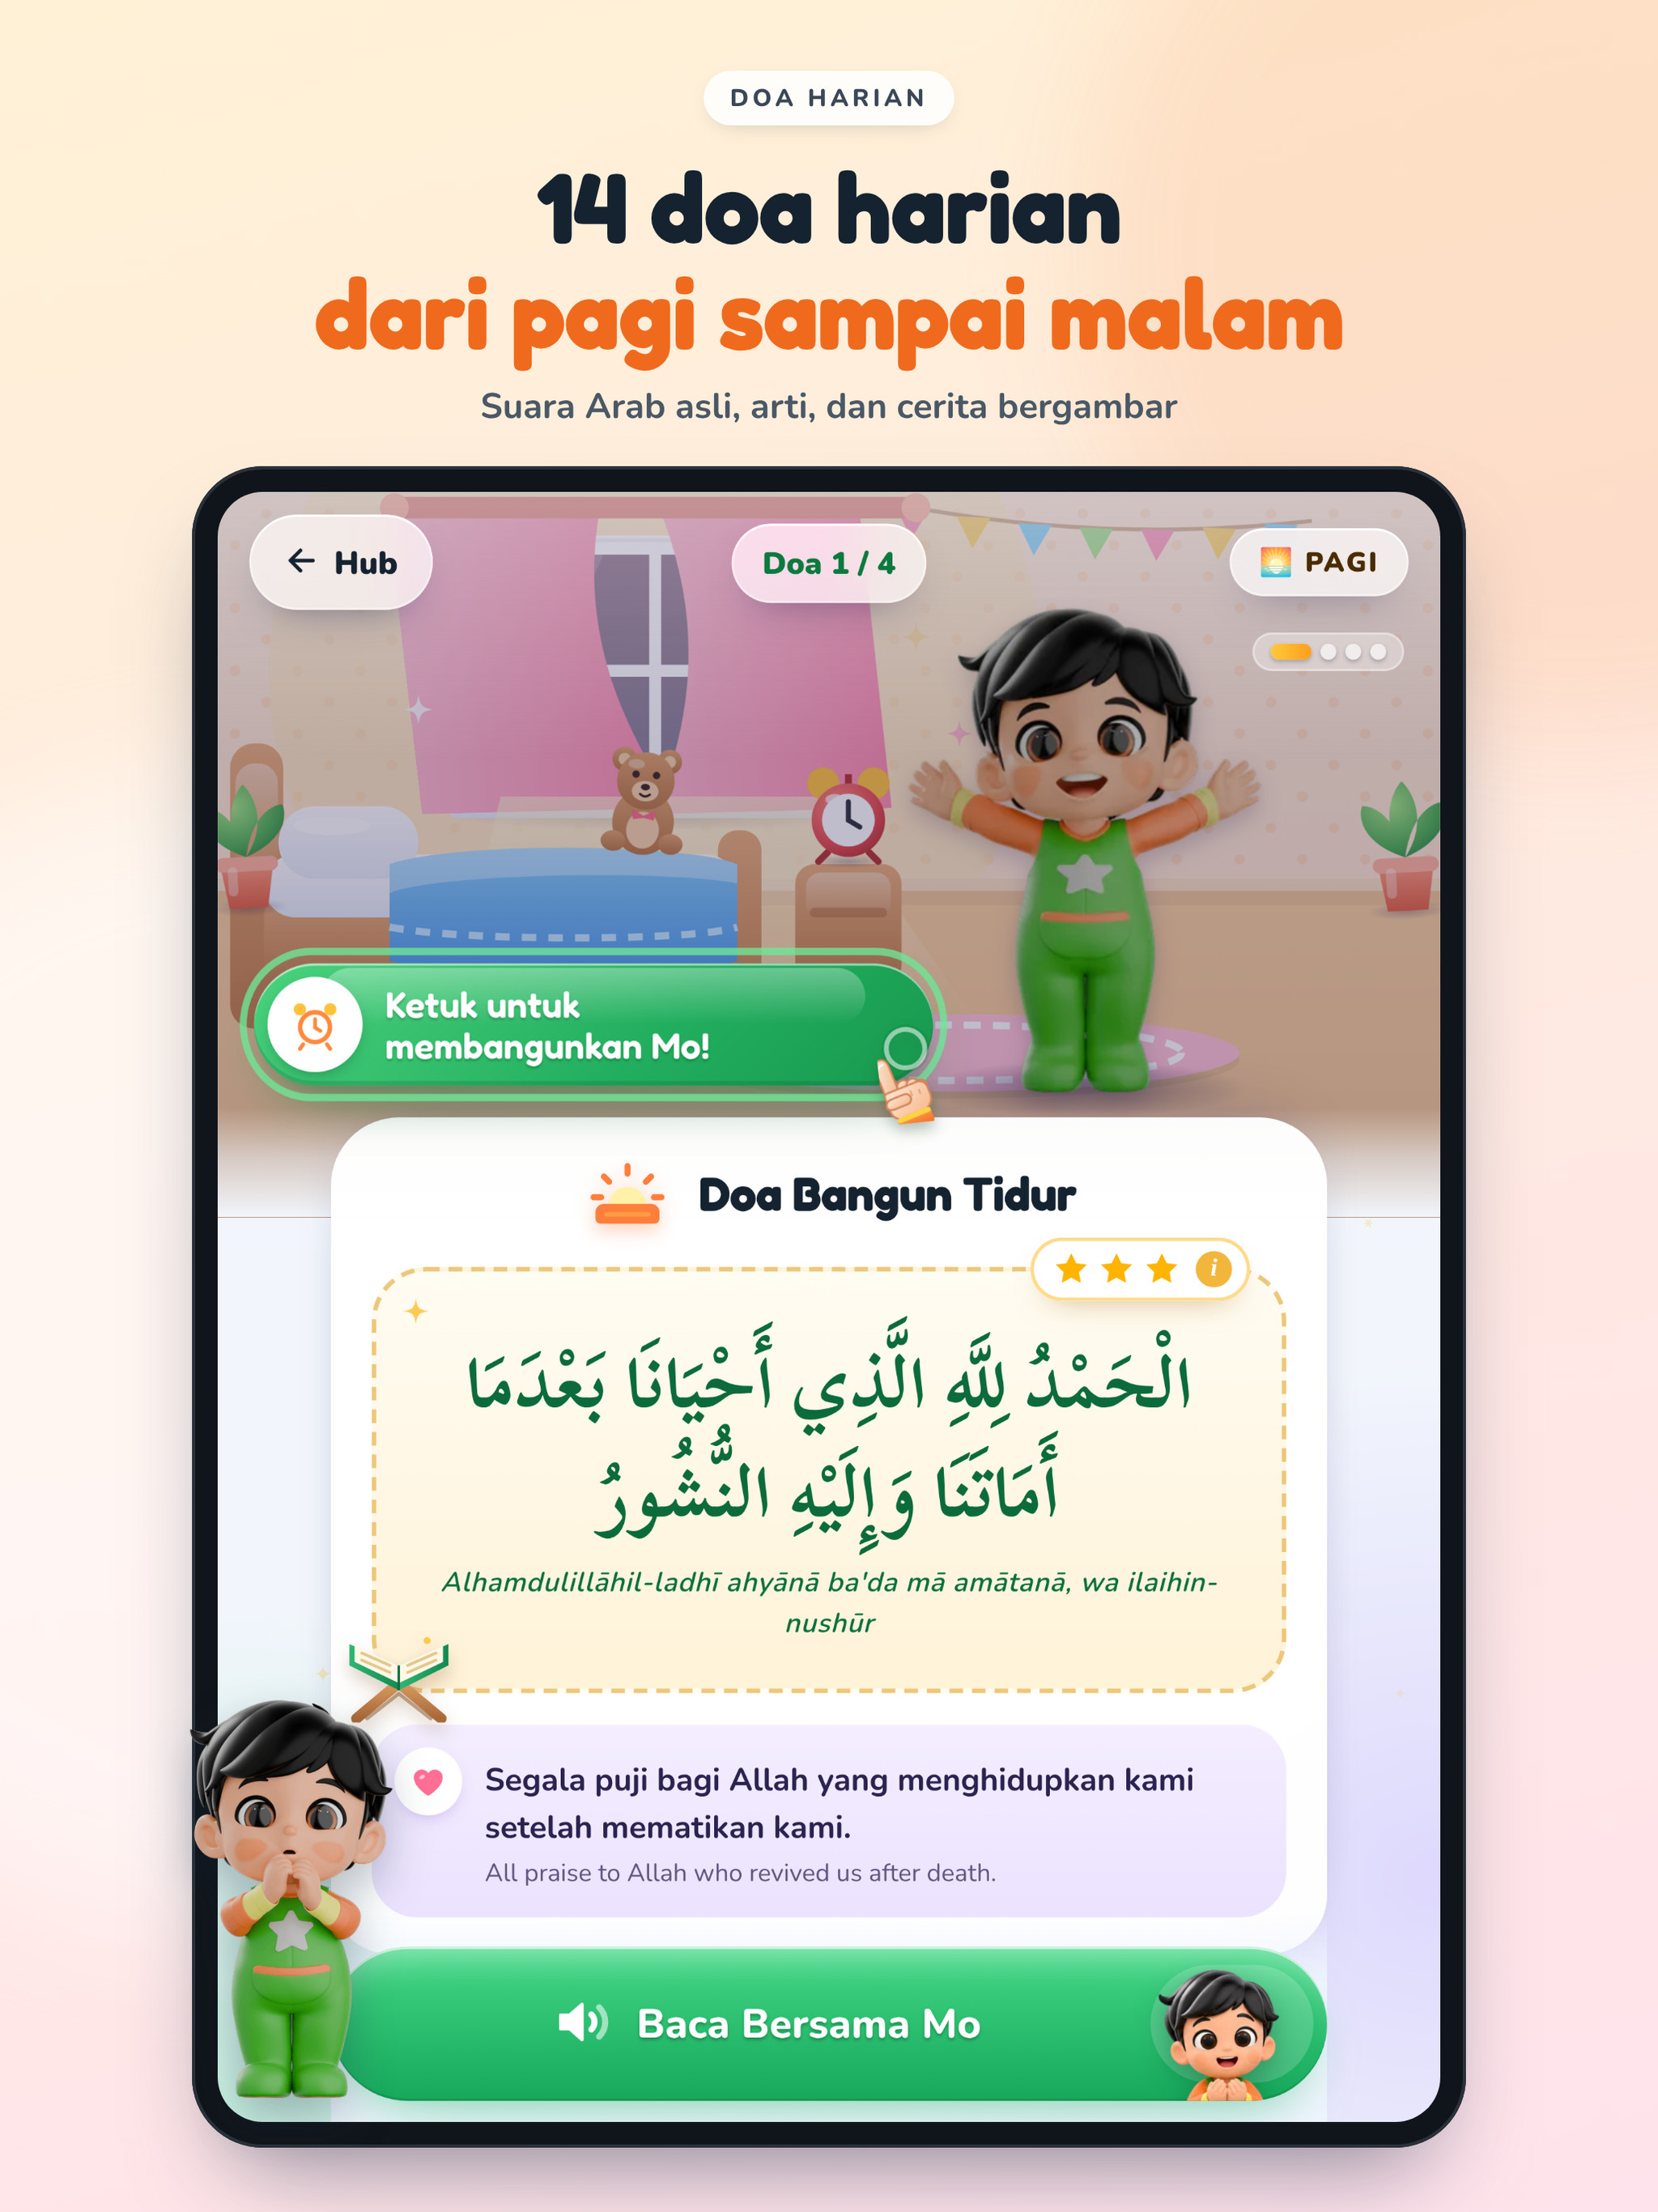 DOA HARIAN
14 doa harian
dari pagi sampai malam
Suara Arab asli, arti, dan cerita bergambar
← Hub
Doa 1 / 4
PAGI
Ketuk untuk
membangunkan Mo!
Doa Bangun Tidur
i
الْحَمْدُ لِلَّهِ الَّذِي أَحْيَانَا بَعْدَمَا
أَمَاتَنَا وَإِلَيْهِ النُّشُورُ
Alhamdulillāhil-ladhī ahyānā ba'da mā amātanā, wa ilaihin-
nushūr
Segala puji bagi Allah yang menghidupkan kami
setelah mematikan kami.
All praise to Allah who revived us after death.
Baca Bersama Mo